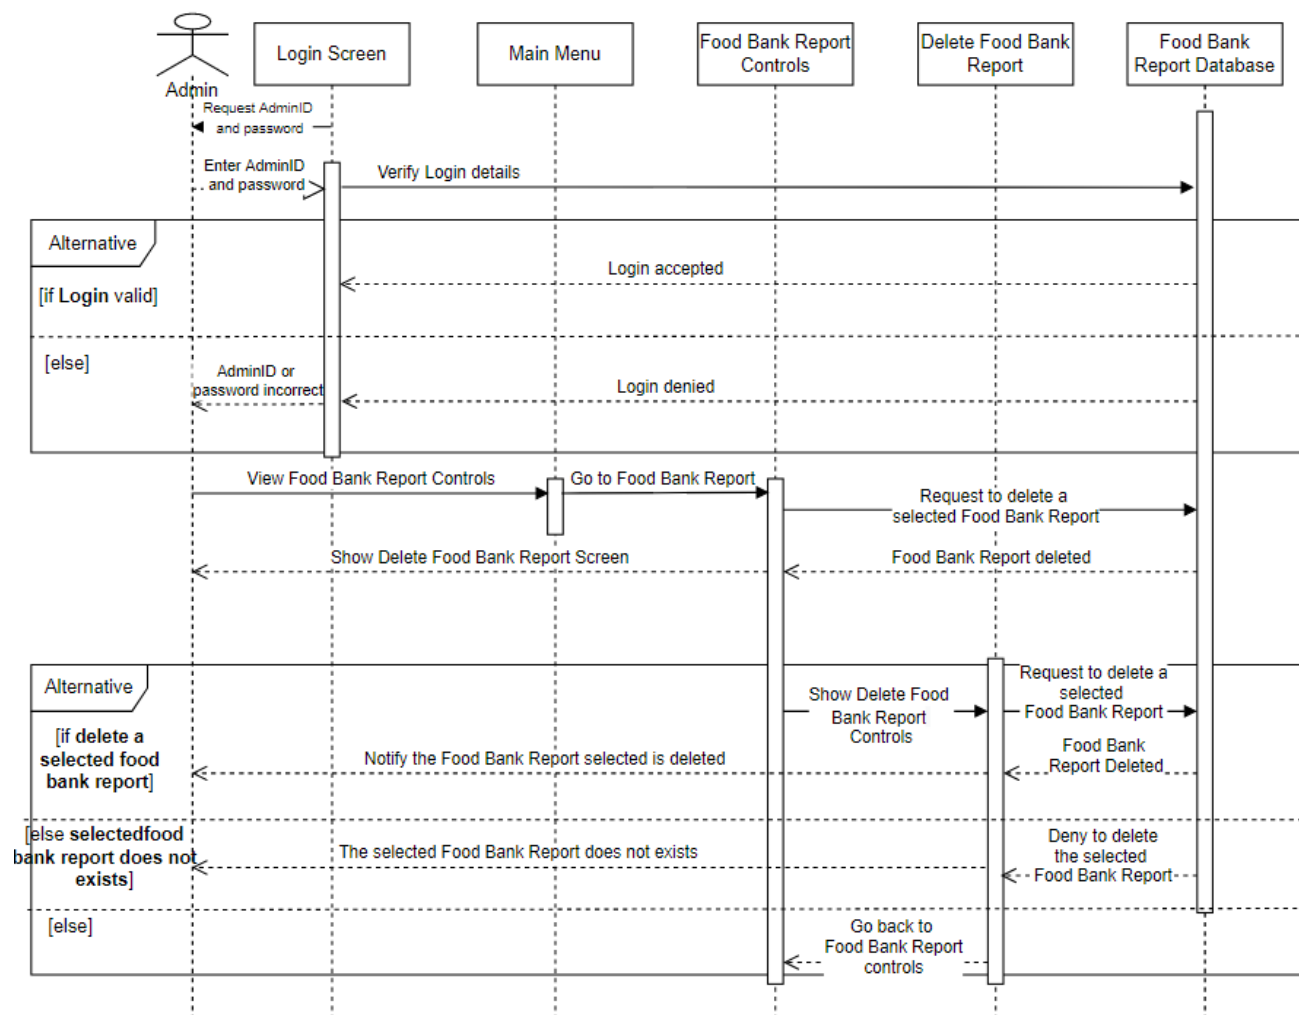 Admin
Login Screen
Main Menu
Food Bank Report
Controls
Delete Food Bank
Report
Food Bank
Report Database
Request AdminID
and password
Enter AdminID
and password
Verify Login details
Alternative
[if Login valid]
Login accepted
[else]
AdminID or
password incorrect
Login denied
View Food Bank Report Controls
Go to Food Bank Report
Request to delete a
selected Food Bank Report
Show Delete Food Bank Report Screen
Food Bank Report deleted
Alternative
[if delete a
selected food
bank report]
Show Delete Food
Bank Report
Controls
Request to delete a
selected
Food Bank Report
Notify the Food Bank Report selected is deleted
Food Bank
Report Deleted
[else selectedfood
bank report does not
exists]
The selected Food Bank Report does not exists
Deny to delete
the selected
Food Bank Report
[else]
Go back to
Food Bank Report
controls